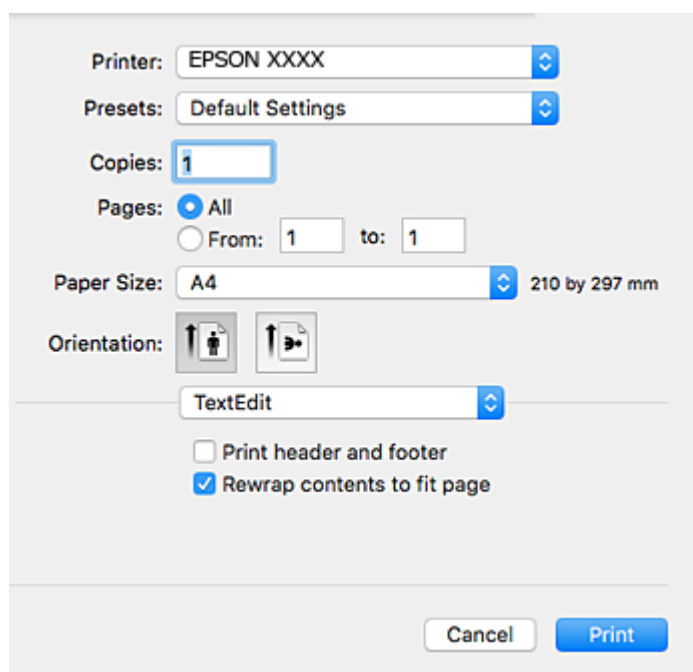 Printer: EPSON XXXX
Presets: Default Settings
Copies: 1
Pages: All
From: 1 to: 1
Paper Size: A4 210 by 297 mm
Orientation:
TextEdit
Print header and footer
Rewrap contents to fit page
Cancel Print